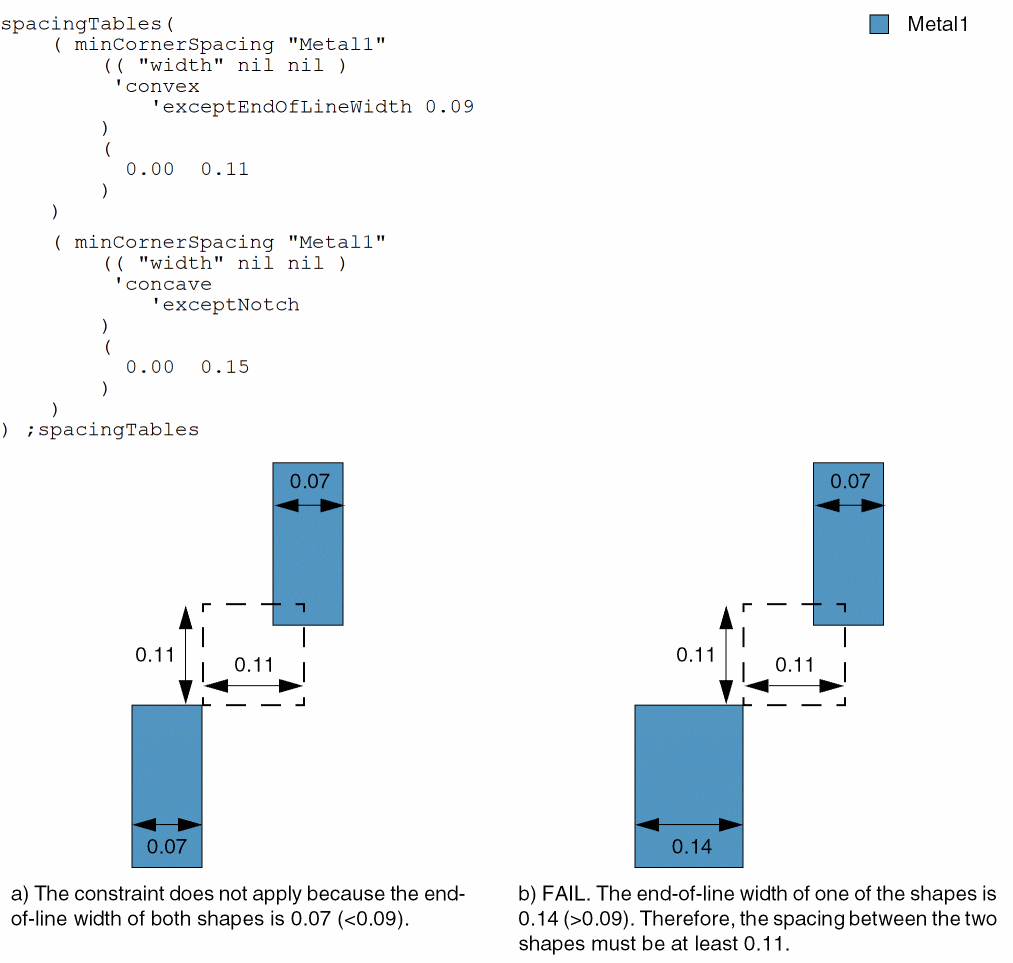 spacingTables(
( minCornerSpacing "Metal1"
(( "width" nil nil )
'convex
'exceptEndOfLineWidth 0.09
)
(
0.00 0.11
)
)
( minCornerSpacing "Metal1"
(( "width" nil nil )
'concave
'exceptNotch
)
(
0.00 0.15
)
)
) ;spacingTables
Metal1
0.07
0.11
0.11
0.07
a) The constraint does not apply because the end-
of-line width of both shapes is 0.07 (<0.09).
0.07
0.11
0.11
0.14
b) FAIL. The end-of-line width of one of the shapes is
0.14 (>0.09). Therefore, the spacing between the two
shapes must be at least 0.11.